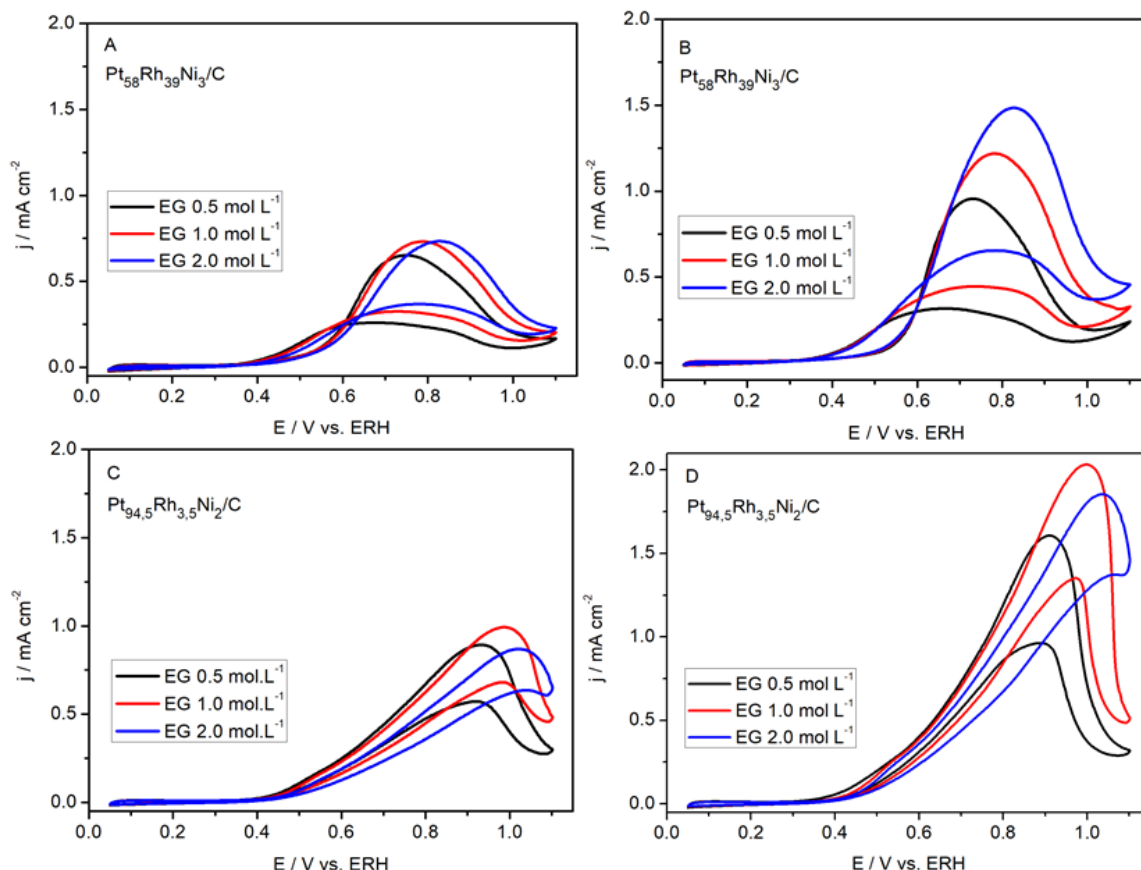 A
Pt58Rh39Ni3/C
EG 0.5 mol L-1
EG 1.0 mol L-1
EG 2.0 mol L-1
j / mA cm-2
2.0
1.5
1.0
0.5
0.0
0.0 0.2 0.4 0.6 0.8 1.0
E / V vs. ERH
B
Pt58Rh39Ni3/C
EG 0.5 mol L-1
EG 1.0 mol L-1
EG 2.0 mol L-1
j / mA cm-2
2.0
1.5
1.0
0.5
0.0
0.0 0.2 0.4 0.6 0.8 1.0
E / V vs. ERH
C
Pt94,5Rh3,5Ni2/C
EG 0.5 mol.L-1
EG 1.0 mol.L-1
EG 2.0 mol.L-1
j / mA cm-2
2.0
1.5
1.0
0.5
0.0
0.0 0.2 0.4 0.6 0.8 1.0
E / V vs. ERH
D
Pt94,5Rh3,5Ni2/C
EG 0.5 mol L-1
EG 1.0 mol L-1
EG 2.0 mol L-1
j / mA cm-2
2.0
1.5
1.0
0.5
0.0
0.0 0.2 0.4 0.6 0.8 1.0
E / V vs. ERH